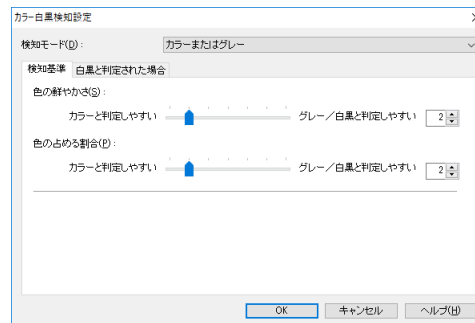 カラー白黒検知設定
検知モード(D): カラーまたはグレー
検知基準 白黒と判定された場合
色の鮮やかさ(S):
カラーと判定しやすい グレー／白黒と判定しやすい 2
色の占める割合(P):
カラーと判定しやすい グレー／白黒と判定しやすい 2
OK キャンセル ヘルプ(H)